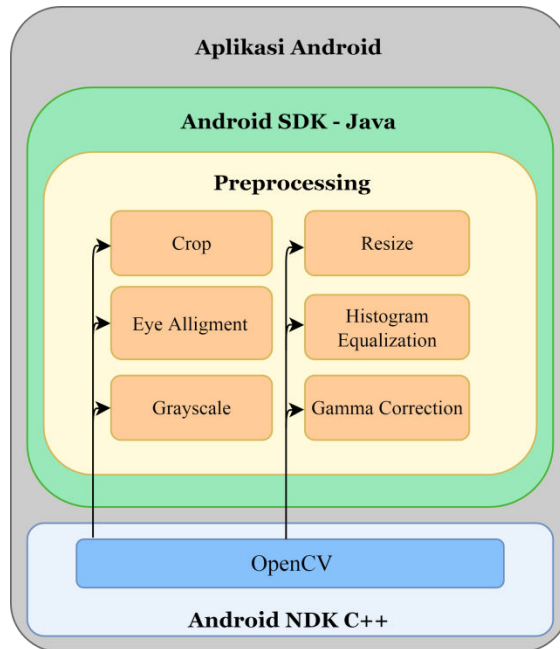 Aplikasi Android
Android SDK - Java
Preprocessing
Crop
Resize
Eye Alligment
Histogram
Equalization
Grayscale
Gamma Correction
OpenCV
Android NDK C++